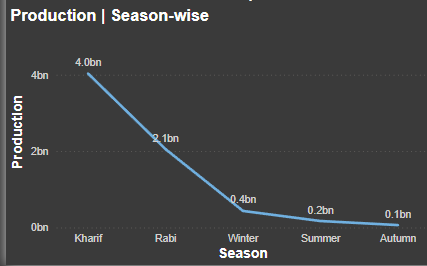 Production | Season-wise
4bn
2bn
0bn
Production
4.0bn
2.1bn
0.4bn
0.2bn
0.1bn
Kharif
Rabi
Winter
Summer
Autumn
Season